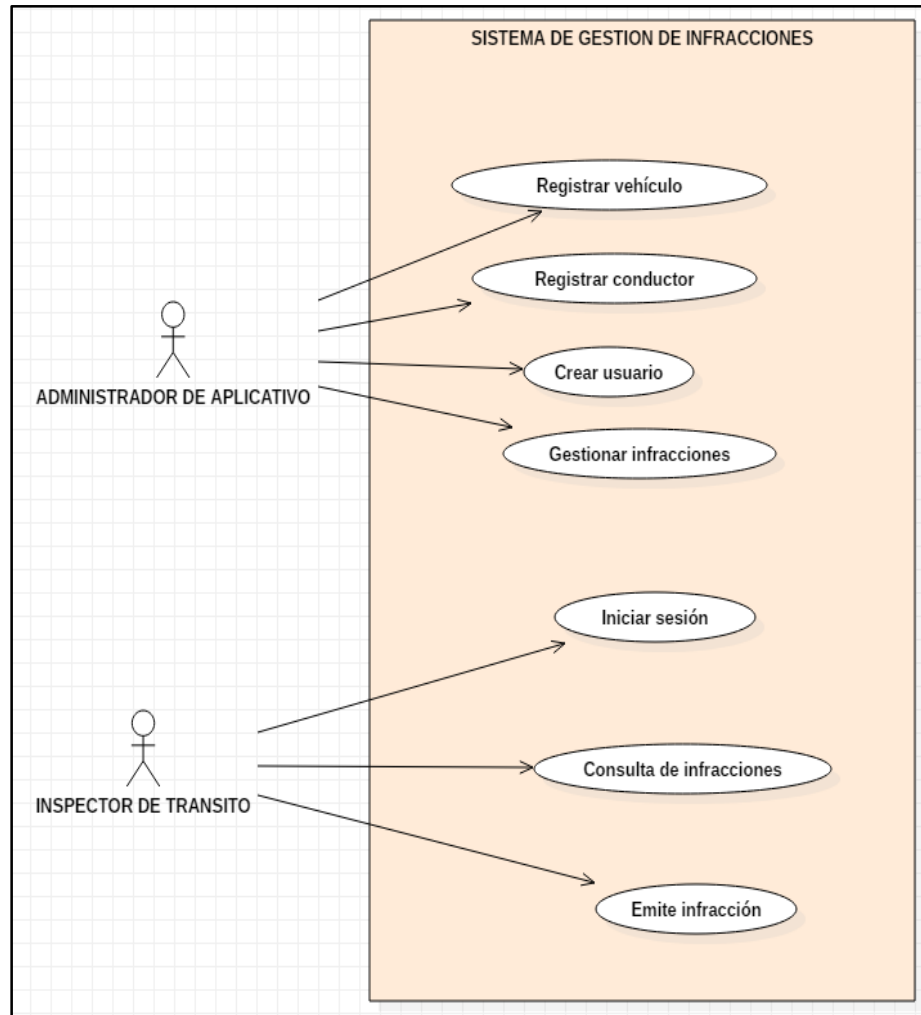 SISTEMA DE GESTION DE INFRACCIONES
Registrar vehículo
Registrar conductor
Crear usuario
ADMINISTRADOR DE APLICATIVO
Gestionar infracciones
Iniciar sesión
Consulta de infracciones
INSPECTOR DE TRANSITO
Emite infracción